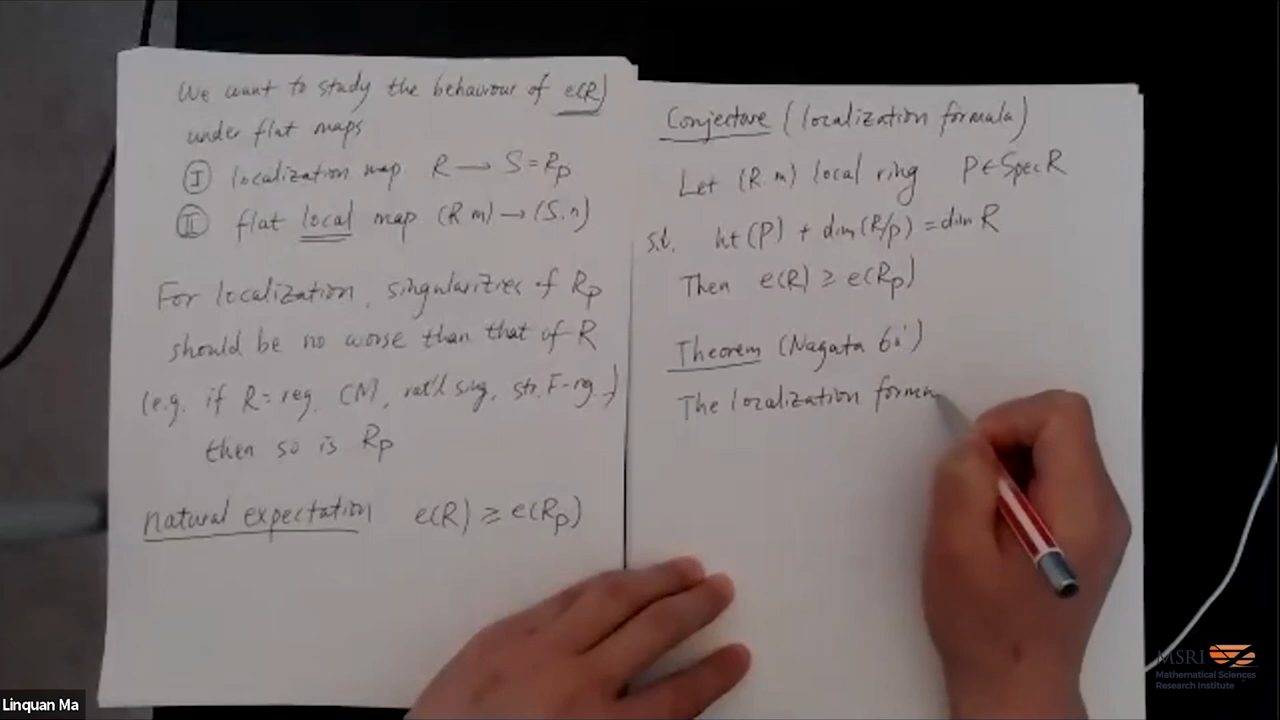 We want to study the behaviour of e(R)
under flat maps
Ⓘ localization map R → S = Rp
Ⓘ︎Ⓘ flat local map (R m) → (S. n)
For localization, singularities of Rp
should be no worse than that of R
(e.g. if R = reg. CM, rat'l sing, str. F-reg..)
then so is Rp
natural expectation e(R) ≥ e(Rp)
Conjecture (localization formula)
Let (R. m) local ring P ∈ Spec R
s.t. ht(P) + dim(R/p) = dim R
Then e(R) ≥ e(Rp)
Theorem (Nagata 6i')
The localization formu
Linquan Ma
MSRI
Mathematical Sciences
Research Institute